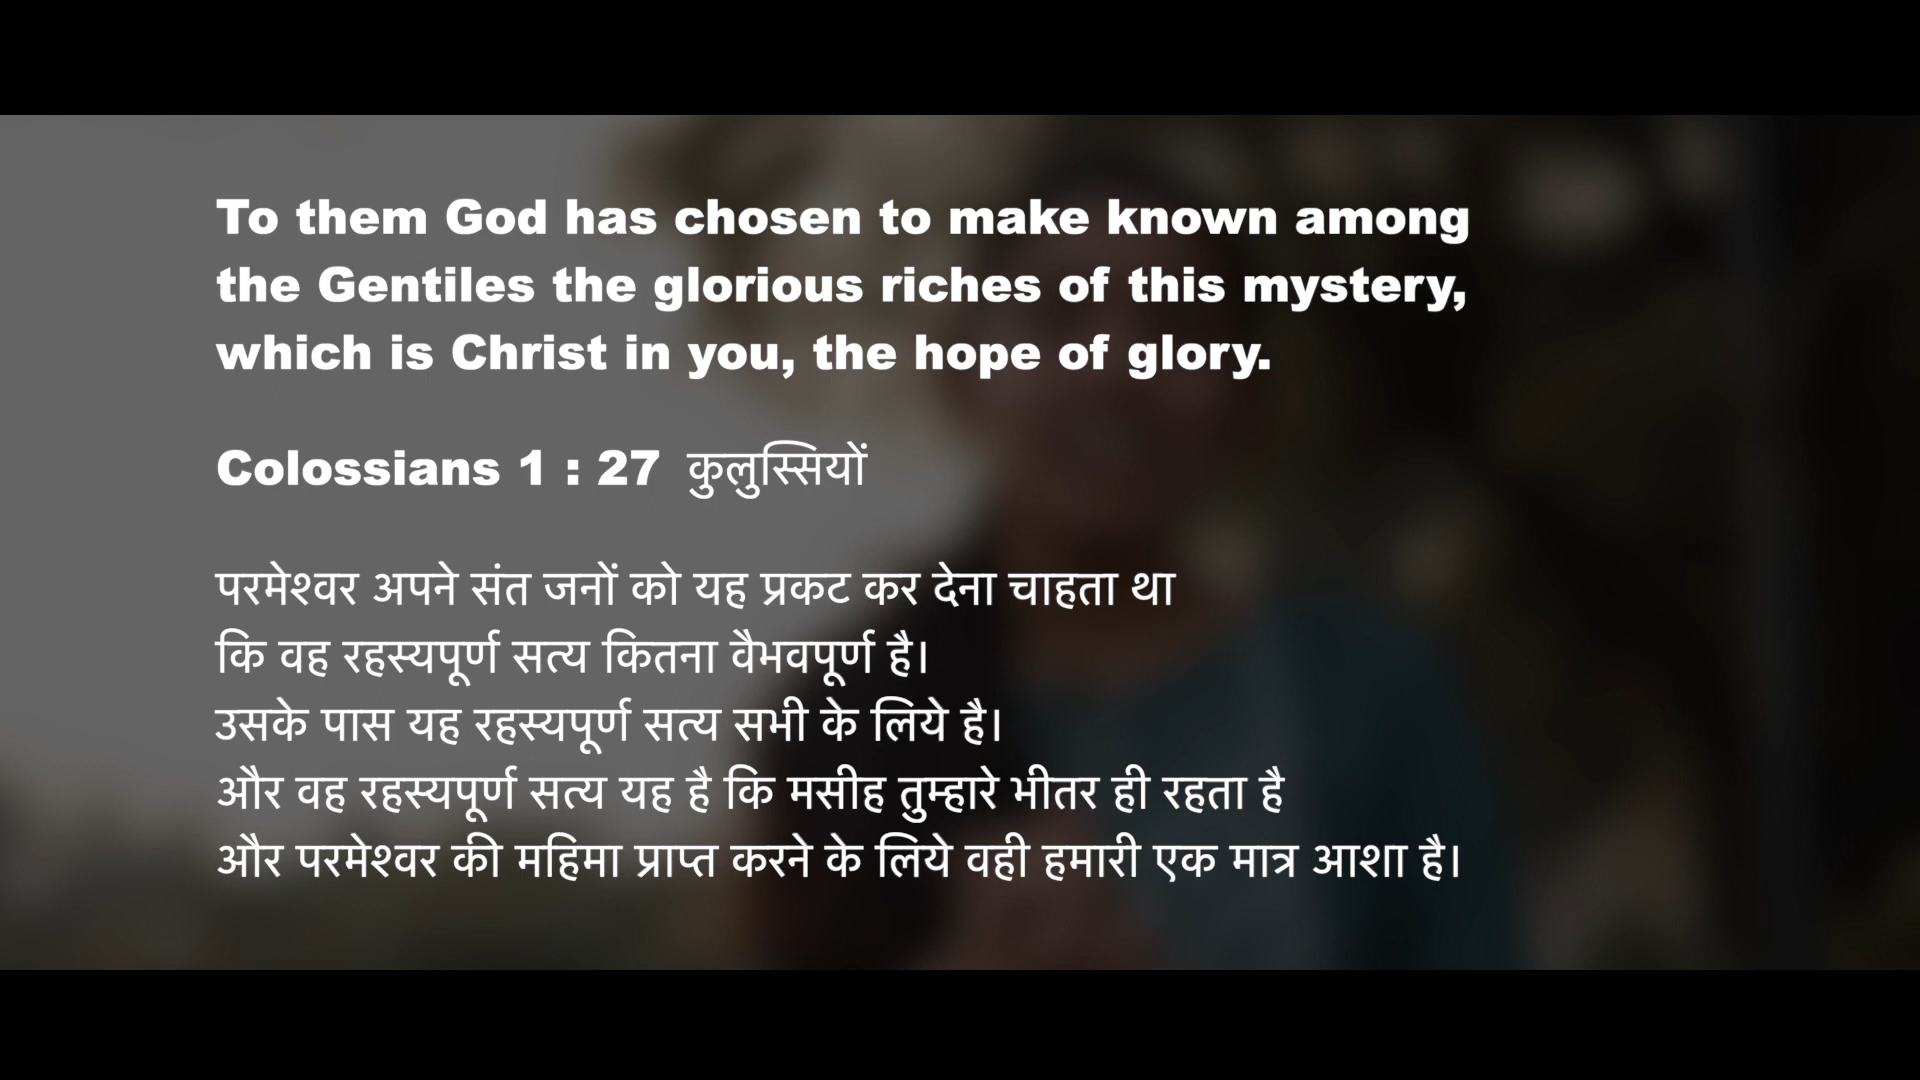 To them God has chosen to make known among
the Gentiles the glorious riches of this mystery,
which is Christ in you, the hope of glory.
Colossians 1 : 27 कुलुस्सियों
परमेश्वर अपने संत जनों को यह प्रकट कर देना चाहता था
कि वह रहस्यपूर्ण सत्य कितना वैभवपूर्ण है।
उसके पास यह रहस्यपूर्ण सत्य सभी के लिये है।
और वह रहस्यपूर्ण सत्य यह है कि मसीह तुम्हारे भीतर ही रहता है
और परमेश्वर की महिमा प्राप्त करने के लिये वही हमारी एक मात्र आशा है।